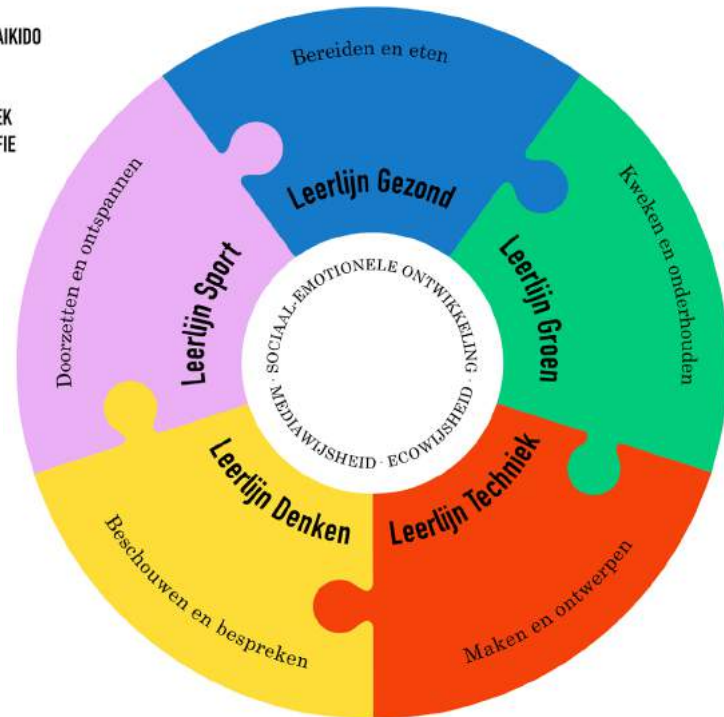 AIKIDO
EK
FIE
Bereiden en eten
Leerlijn Gezond
Kweken en onderhouden
Leerlijn Groen
Maken en ontwerpen
Leerlijn Techniek
Beschouwen en bespreken
Leerlijn Denken
Doorzetten en ontspannen
Leerlijn Sport
· SOCIAAL-EMOTIONELE ONTWIKKELING · MEDIAWIJSHEID · ECOWIJSHEID